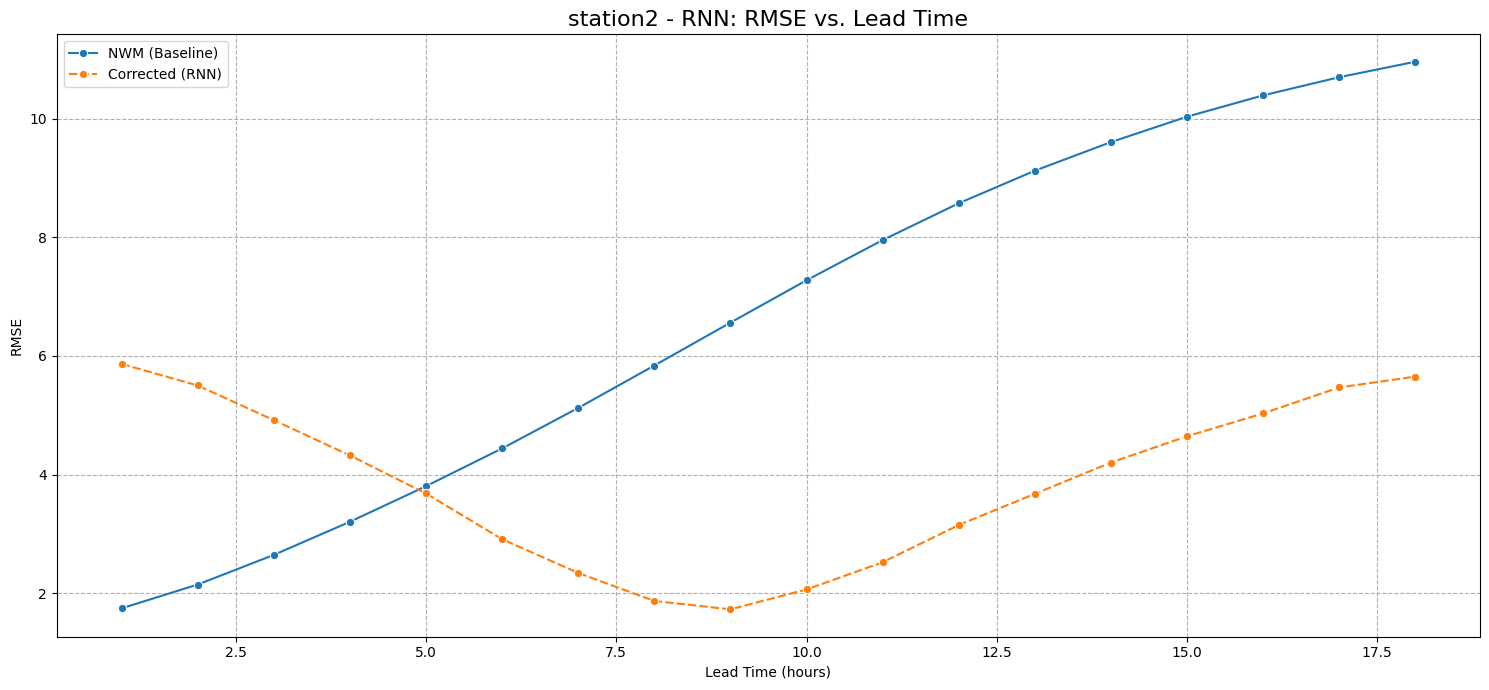 station2 - RNN: RMSE vs. Lead Time
NWM (Baseline)
Corrected (RNN)
RMSE
10
8
6
4
2
2.5 5.0 7.5 10.0 12.5 15.0 17.5
Lead Time (hours)